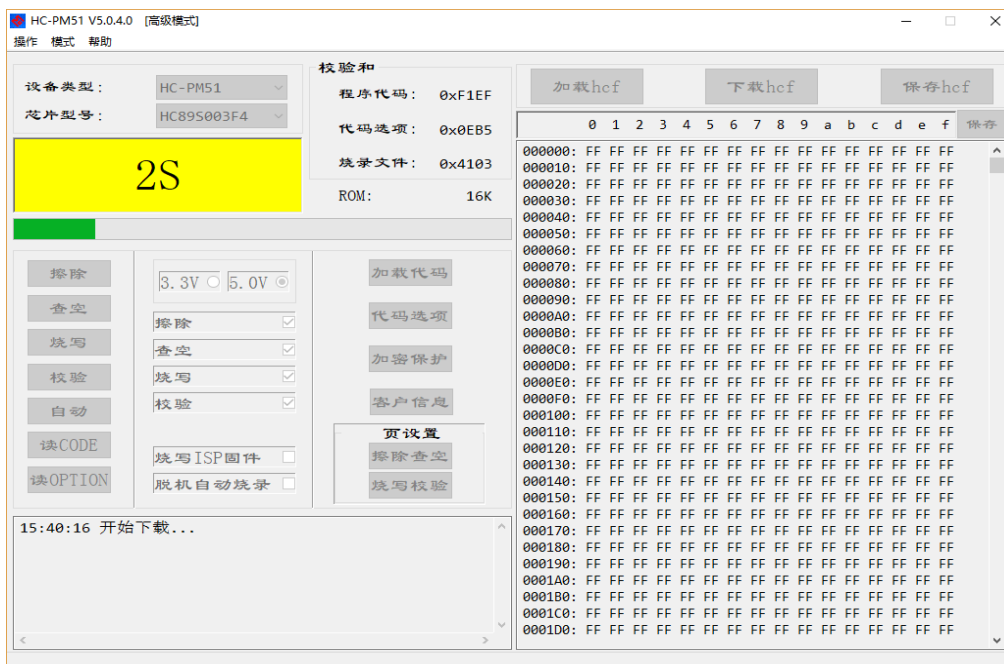 HC-PM51 V5.0.4.0 [高级模式]
操作 模式 帮助
设备类型: HC-PM51
芯片型号: HC89S003F4
2S
校验和
程序代码: 0xF1EF
代码选项: 0x0EB5
烧录文件: 0x4103
ROM: 16K
擦除
查空
烧写
校验
自动
读CODE
读OPTION
3.3V 5.0V
擦除
查空
烧写
校验
烧写ISP固件
脱机自动烧录
加载代码
代码选项
加密保护
客户信息
页设置
擦除查空
烧写校验
15:40:16 开始下载...
加载hcf 下载hcf 保存hcf
0 1 2 3 4 5 6 7 8 9 a b c d e f 保存
000000: FF FF FF FF FF FF FF FF FF FF FF FF FF FF FF FF
000010: FF FF FF FF FF FF FF FF FF FF FF FF FF FF FF FF
000020: FF FF FF FF FF FF FF FF FF FF FF FF FF FF FF FF
000030: FF FF FF FF FF FF FF FF FF FF FF FF FF FF FF FF
000040: FF FF FF FF FF FF FF FF FF FF FF FF FF FF FF FF
000050: FF FF FF FF FF FF FF FF FF FF FF FF FF FF FF FF
000060: FF FF FF FF FF FF FF FF FF FF FF FF FF FF FF FF
000070: FF FF FF FF FF FF FF FF FF FF FF FF FF FF FF FF
000080: FF FF FF FF FF FF FF FF FF FF FF FF FF FF FF FF
000090: FF FF FF FF FF FF FF FF FF FF FF FF FF FF FF FF
0000A0: FF FF FF FF FF FF FF FF FF FF FF FF FF FF FF FF
0000B0: FF FF FF FF FF FF FF FF FF FF FF FF FF FF FF FF
0000C0: FF FF FF FF FF FF FF FF FF FF FF FF FF FF FF FF
0000D0: FF FF FF FF FF FF FF FF FF FF FF FF FF FF FF FF
0000E0: FF FF FF FF FF FF FF FF FF FF FF FF FF FF FF FF
0000F0: FF FF FF FF FF FF FF FF FF FF FF FF FF FF FF FF
000100: FF FF FF FF FF FF FF FF FF FF FF FF FF FF FF FF
000110: FF FF FF FF FF FF FF FF FF FF FF FF FF FF FF FF
000120: FF FF FF FF FF FF FF FF FF FF FF FF FF FF FF FF
000130: FF FF FF FF FF FF FF FF FF FF FF FF FF FF FF FF
000140: FF FF FF FF FF FF FF FF FF FF FF FF FF FF FF FF
000150: FF FF FF FF FF FF FF FF FF FF FF FF FF FF FF FF
000160: FF FF FF FF FF FF FF FF FF FF FF FF FF FF FF FF
000170: FF FF FF FF FF FF FF FF FF FF FF FF FF FF FF FF
000180: FF FF FF FF FF FF FF FF FF FF FF FF FF FF FF FF
000190: FF FF FF FF FF FF FF FF FF FF FF FF FF FF FF FF
0001A0: FF FF FF FF FF FF FF FF FF FF FF FF FF FF FF FF
0001B0: FF FF FF FF FF FF FF FF FF FF FF FF FF FF FF FF
0001C0: FF FF FF FF FF FF FF FF FF FF FF FF FF FF FF FF
0001D0: FF FF FF FF FF FF FF FF FF FF FF FF FF FF FF FF